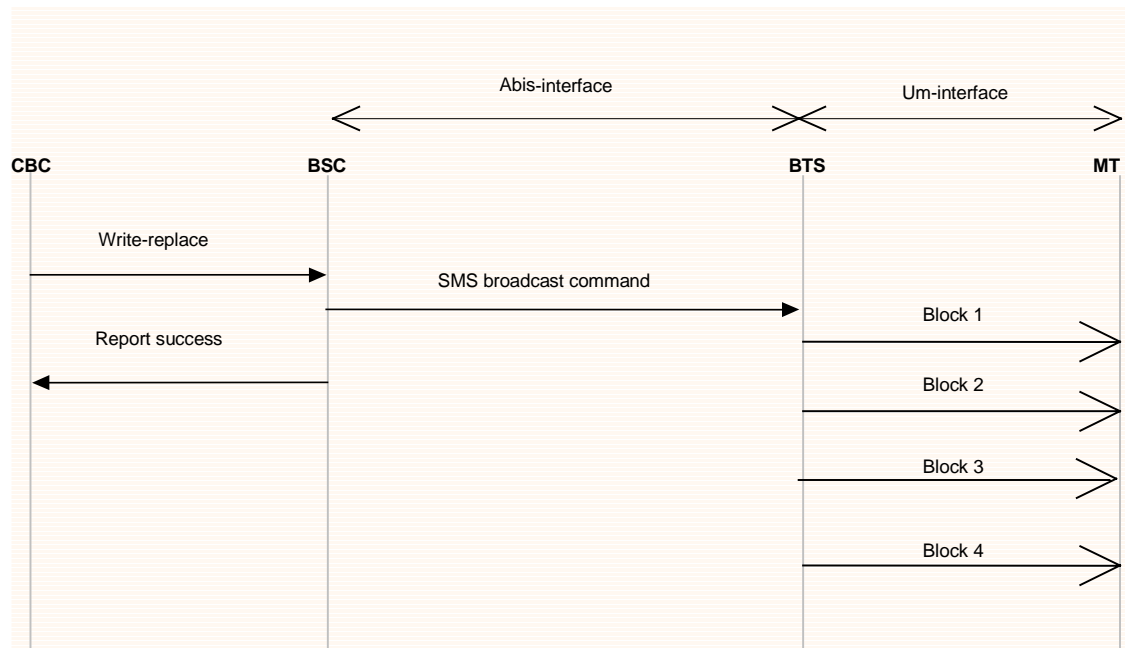 Abis-interface
Um-interface
CBC
BSC
BTS
MT
Write-replace
SMS broadcast command
Block 1
Report success
Block 2
Block 3
Block 4